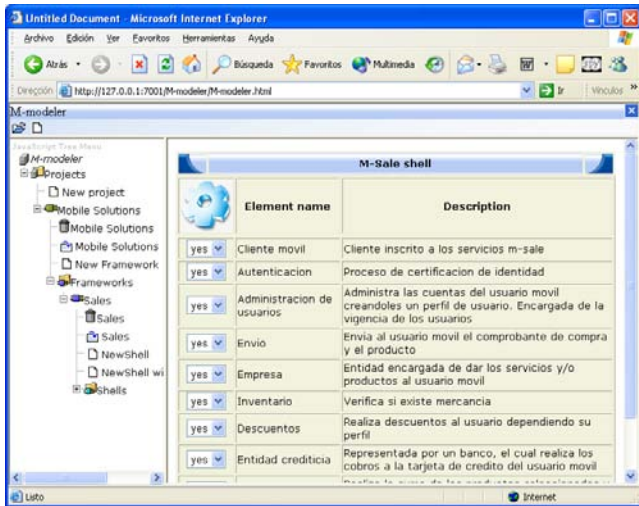 Untitled Document - Microsoft Internet Explorer
Archivo Edición Ver Favoritos Herramientas Ayuda
Atrás Búsqueda Favoritos Multimedia
Dirección http://127.0.0.1:7001/M-modeler/M-modeler.html Ir Vínculos »
M-modeler
JavaScript Tree Menu
M-modeler
Projects
New project
Mobile Solutions
Mobile Solutions
Mobile Solutions
New Framework
Frameworks
Sales
Sales
Sales
NewShell
NewShell wi
Shells
M-Sale shell
Element name Description
yes Cliente movil Cliente inscrito a los servicios m-sale
yes Autenticacion Proceso de certificacion de identidad
yes Administracion de usuarios Administra las cuentas del usuario movil
creandoles un perfil de usuario. Encargada de la
vigencia de los usuarios
yes Envio Envia al usuario movil el comprobante de compra
y el producto
yes Empresa Entidad encargada de dar los servicios y/o
productos al usuario movil
yes Inventario Verifica si existe mercancia
yes Descuentos Realiza descuentos al usuario dependiendo su
perfil
yes Entidad crediticia Representada por un banco, el cual realiza los
cobros a la tarjeta de credito del usuario movil
Listo Internet